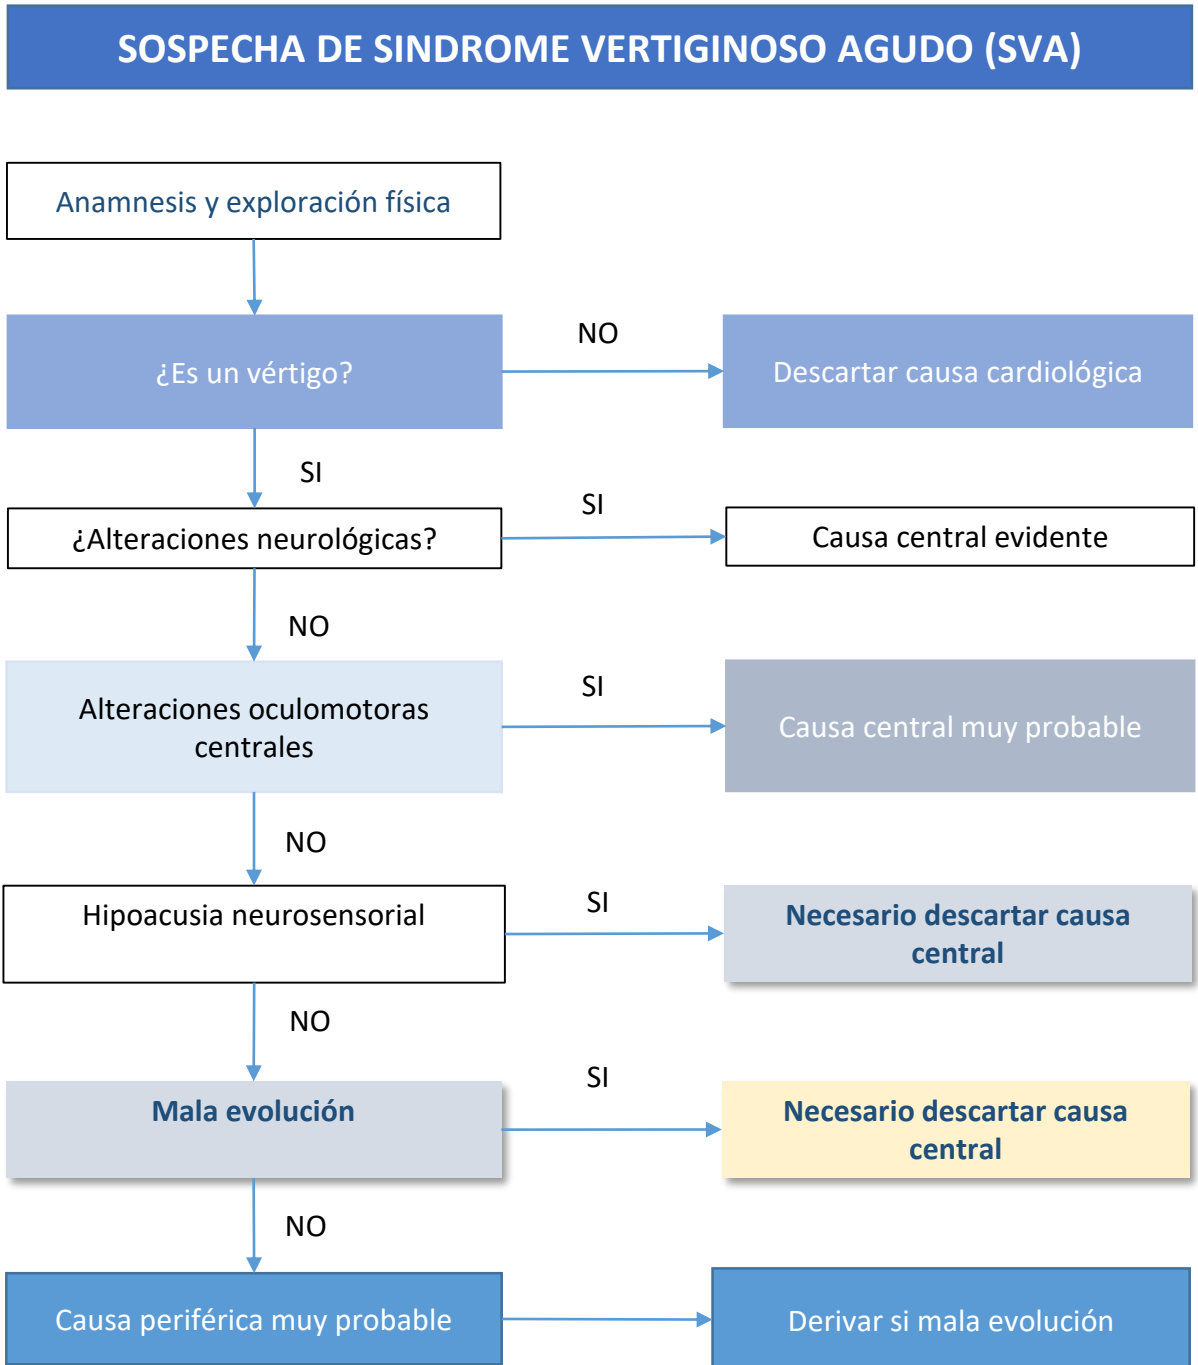 SOSPECHA DE SINDROME VERTIGINOSO AGUDO (SVA)
Anamnesis y exploración física
¿Es un vértigo?
NO
Descartar causa cardiológica
SI
¿Alteraciones neurológicas?
SI
Causa central evidente
NO
Alteraciones oculomotoras
centrales
SI
Causa central muy probable
NO
Hipoacusia neurosensorial
SI
Necesario descartar causa
central
NO
Mala evolución
SI
Necesario descartar causa
central
NO
Causa periférica muy probable
Derivar si mala evolución